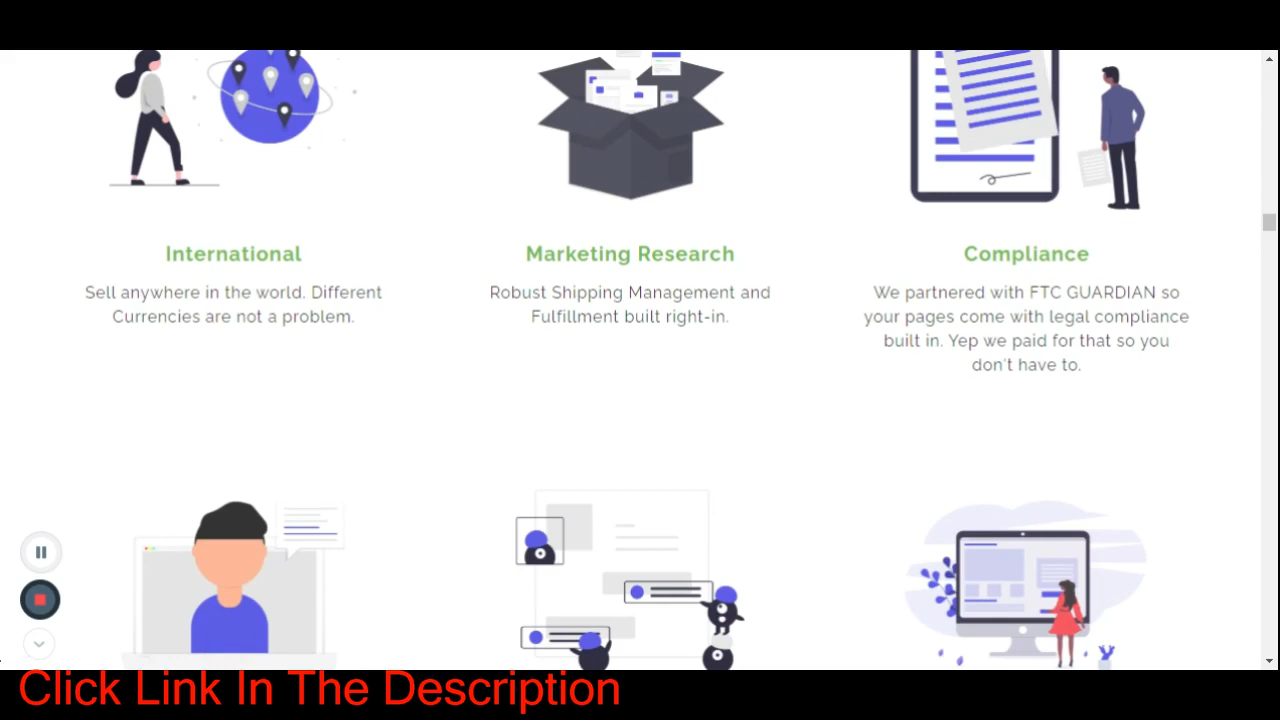 International
Marketing Research
Compliance
Sell anywhere in the world. Different
Currencies are not a problem.
Robust Shipping Management and
Fulfillment built right-in.
We partnered with FTC GUARDIAN so
your pages come with legal compliance
built in. Yep we paid for that so you
don't have to.
Click Link In The Description